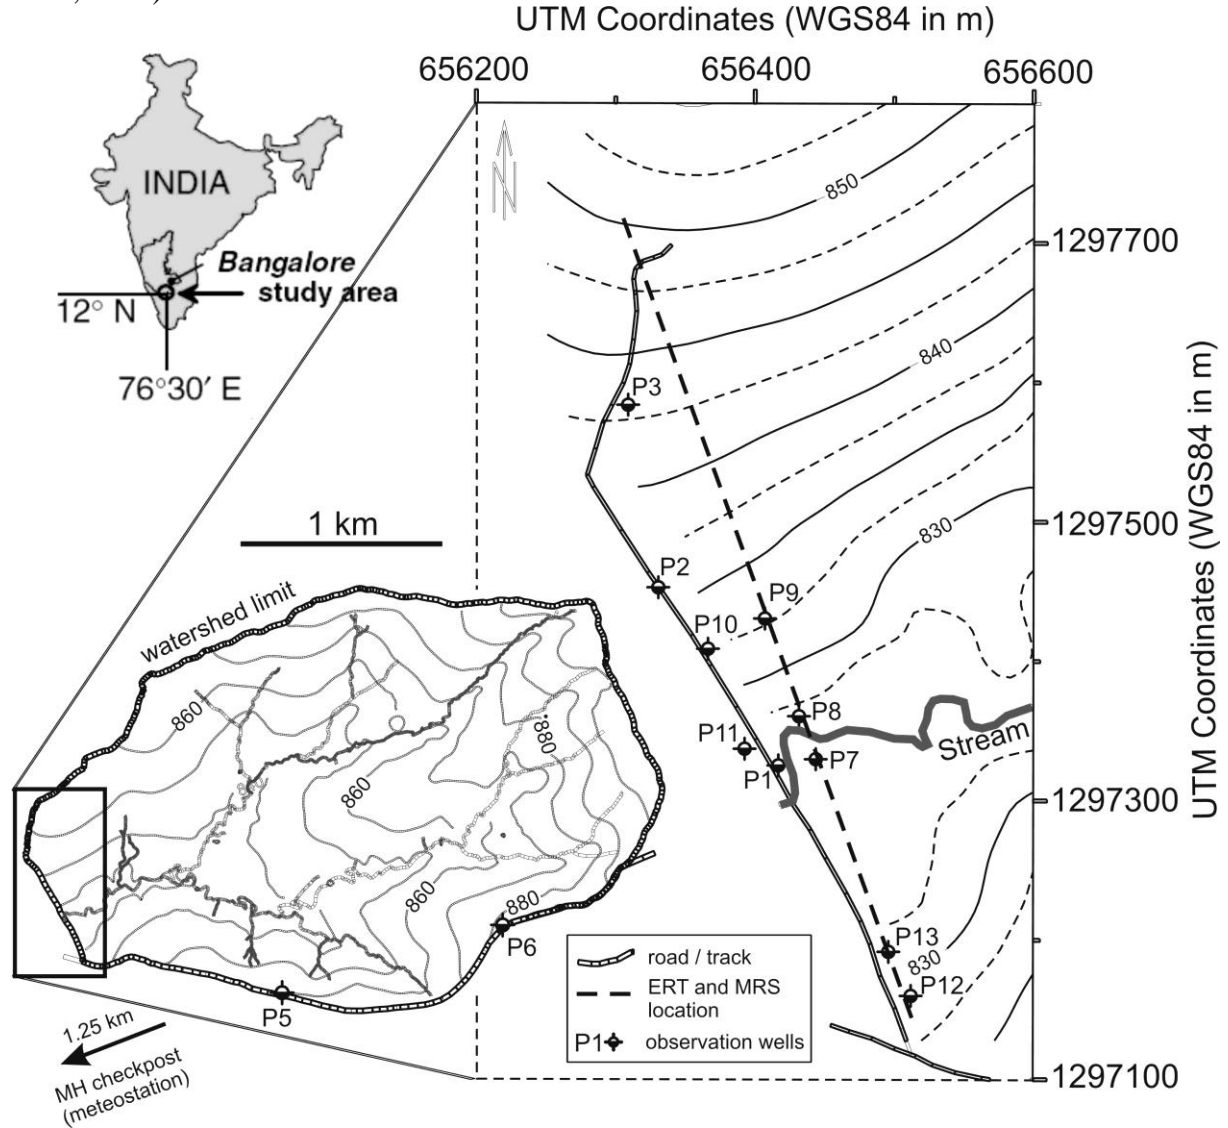 UTM Coordinates (WGS84 in m)
656200
656400
656600
INDIA
Bangalore
study area
12° N
76°30′ E
N
850
1297700
840
P3
1 km
1297500
830
P2
P9
P10
UTM Coordinates (WGS84 in m)
watershed limit
860
880
860
P11
P8
P1
P7
Stream
1297300
860
880
P6
P5
P13
830
P12
road / track
ERT and MRS
location
P1 observation wells
1.25 km
MH checkpost
(meteostation)
1297100